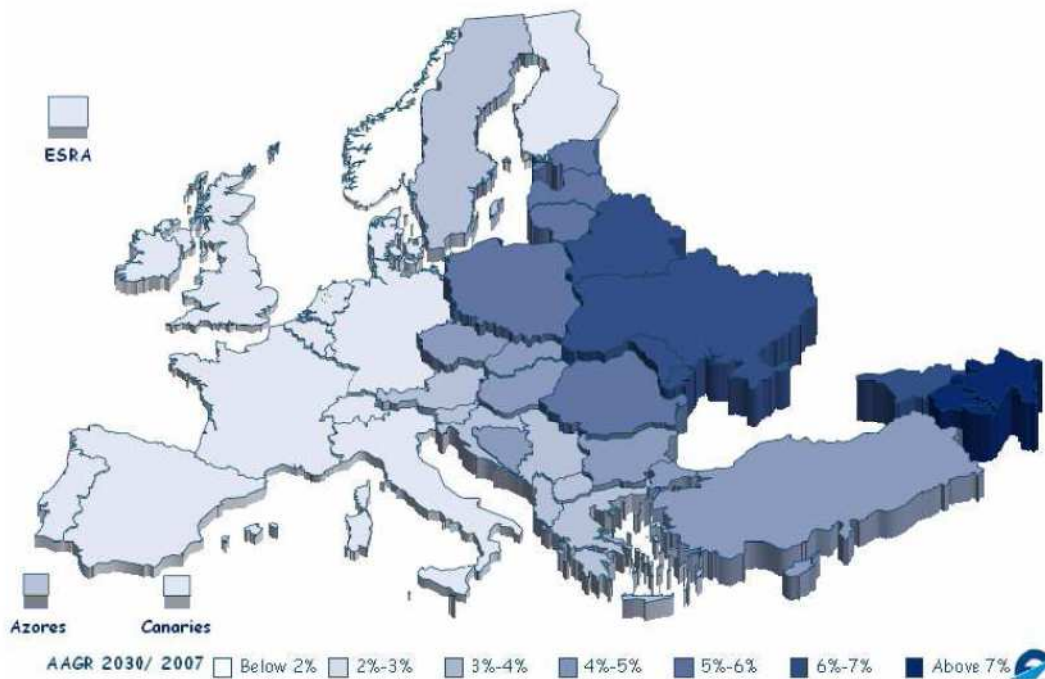 ESRA
Azores
Canaries
AAGR 2030/ 2007 Below 2% 2%-3% 3%-4% 4%-5% 5%-6% 6%-7% Above 7%